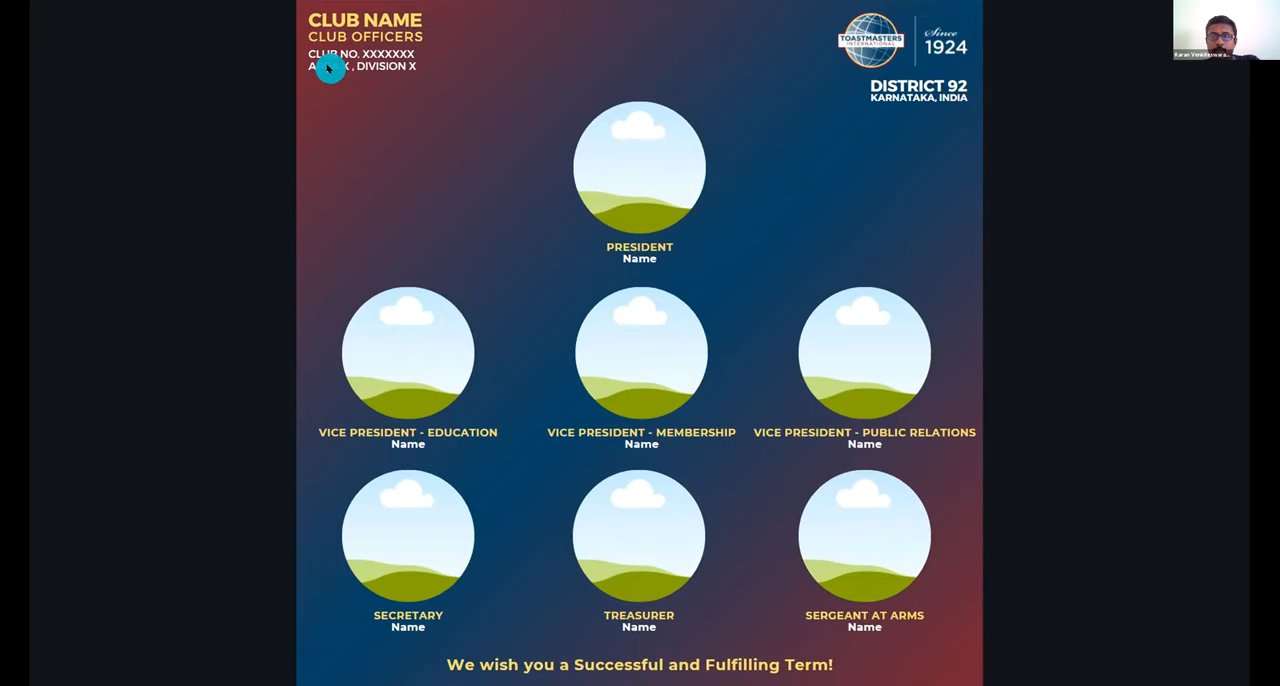 CLUB NAME
CLUB OFFICERS
CLUB NO. XXXXXXX
X , DIVISION X
TOASTMASTERS
INTERNATIONAL
Since
1924
DISTRICT 92
KARNATAKA, INDIA
Karan Venkiteswara...
PRESIDENT
Name
VICE PRESIDENT - EDUCATION
Name
VICE PRESIDENT - MEMBERSHIP
Name
VICE PRESIDENT - PUBLIC RELATIONS
Name
SECRETARY
Name
TREASURER
Name
SERGEANT AT ARMS
Name
We wish you a Successful and Fulfilling Term!